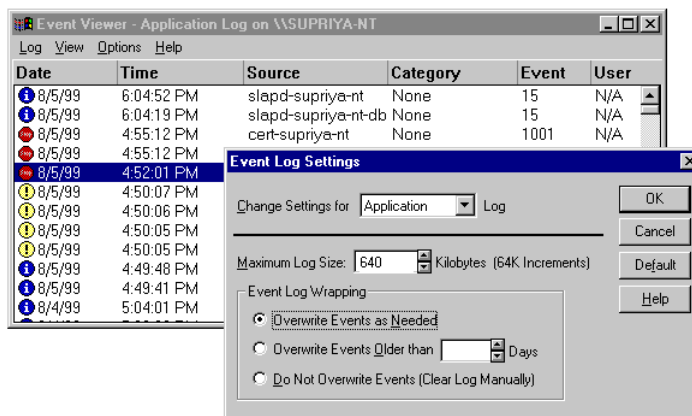 Event Viewer - Application Log on \\SUPRIYA-NT
Log View Options Help
Date Time Source Category Event User
8/5/99 6:04:52 PM slapd-supriya-nt None 15 N/A
8/5/99 6:04:19 PM slapd-supriya-nt-db None 15 N/A
8/5/99 4:55:12 PM cert-supriya-nt None 1001 N/A
8/5/99 4:55:12 PM
8/5/99 4:52:01 PM
8/5/99 4:50:07 PM
8/5/99 4:50:06 PM
8/5/99 4:50:05 PM
8/5/99 4:50:05 PM
8/5/99 4:49:48 PM
8/5/99 4:49:41 PM
8/4/99 5:04:01 PM
Event Log Settings
Change Settings for Application Log
Maximum Log Size: 640 Kilobytes (64K Increments)
Event Log Wrapping
Overwrite Events as Needed
Overwrite Events Older than Days
Do Not Overwrite Events (Clear Log Manually)
OK
Cancel
Default
Help